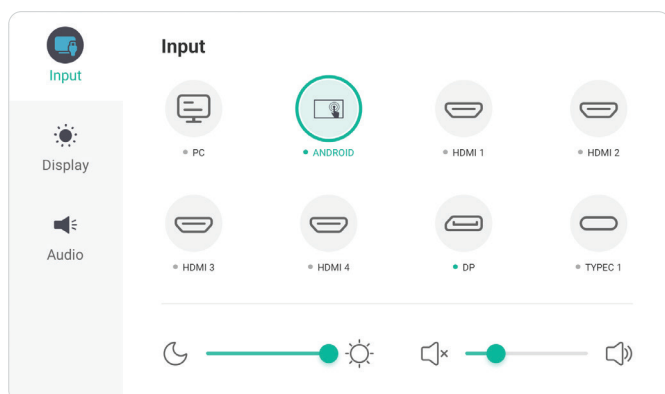 Input
Input
PC
ANDROID
HDMI 1
HDMI 2
Display
Audio
HDMI 3
HDMI 4
DP
TYPEC 1